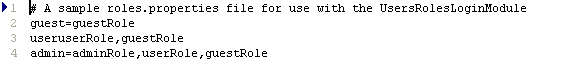 1 # A sample roles.properties file for use with the UsersRolesLoginModule
2 guest=guestRole
3 useruserRole,guestRole
4 admin=adminRole,userRole,guestRole